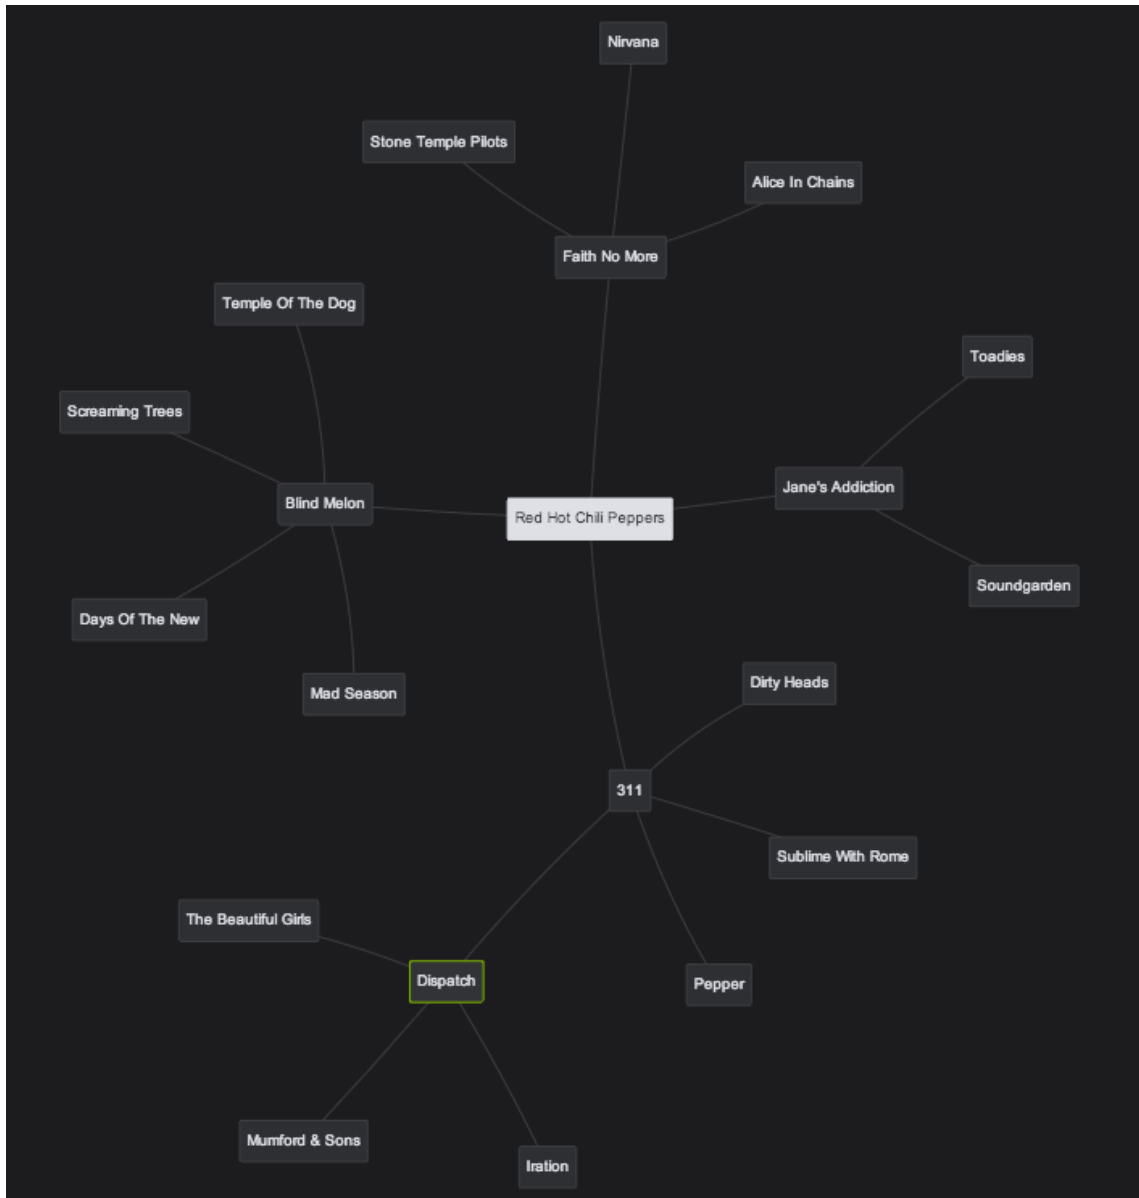 Nirvana
Stone Temple Pilots
Alice In Chains
Faith No More
Temple Of The Dog
Toadies
Screaming Trees
Jane's Addiction
Blind Melon
Red Hot Chili Peppers
Soundgarden
Days Of The New
Dirty Heads
Mad Season
311
Sublime With Rome
The Beautiful Girls
Dispatch
Pepper
Mumford & Sons
Iration